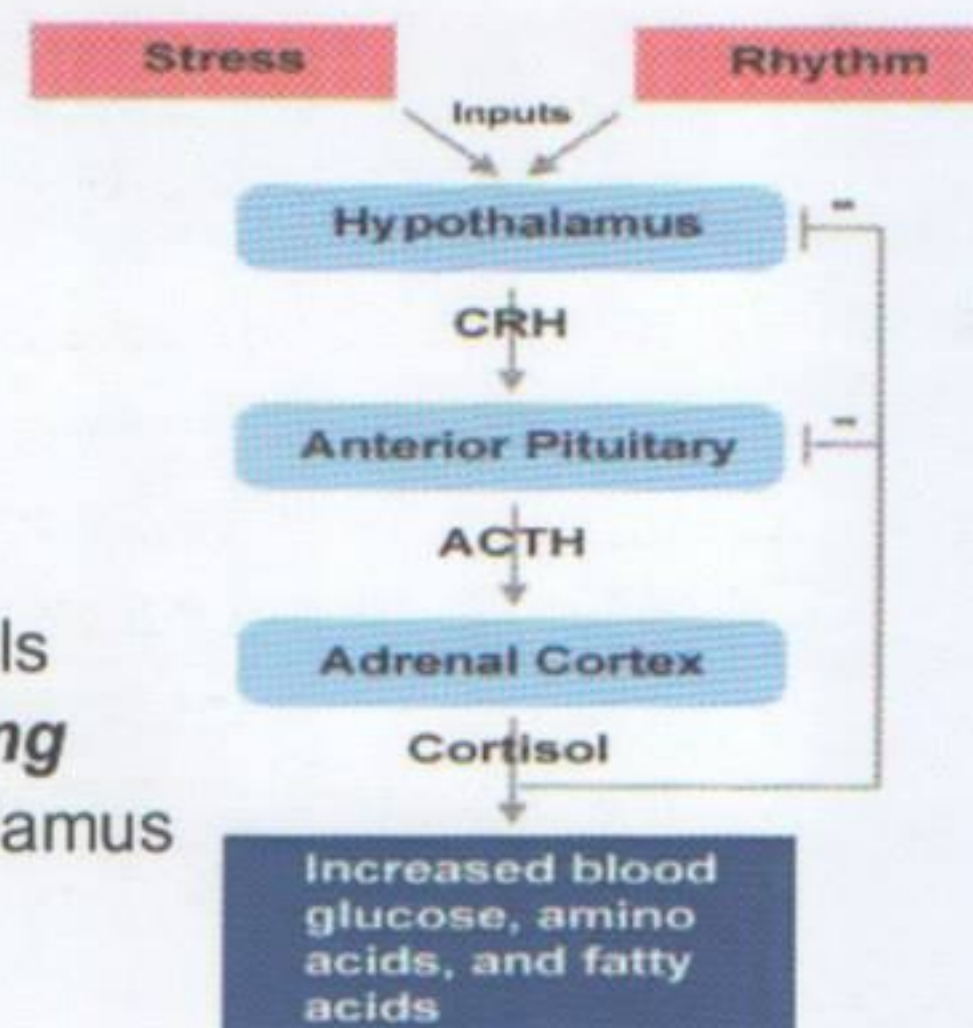 Stress
Rhythm
Inputs
Hypothalamus
-
CRH
Anterior Pituitary
-
ACTH
ls
ng
amus
Adrenal Cortex
Cortisol
Increased blood
glucose, amino
acids, and fatty
acids